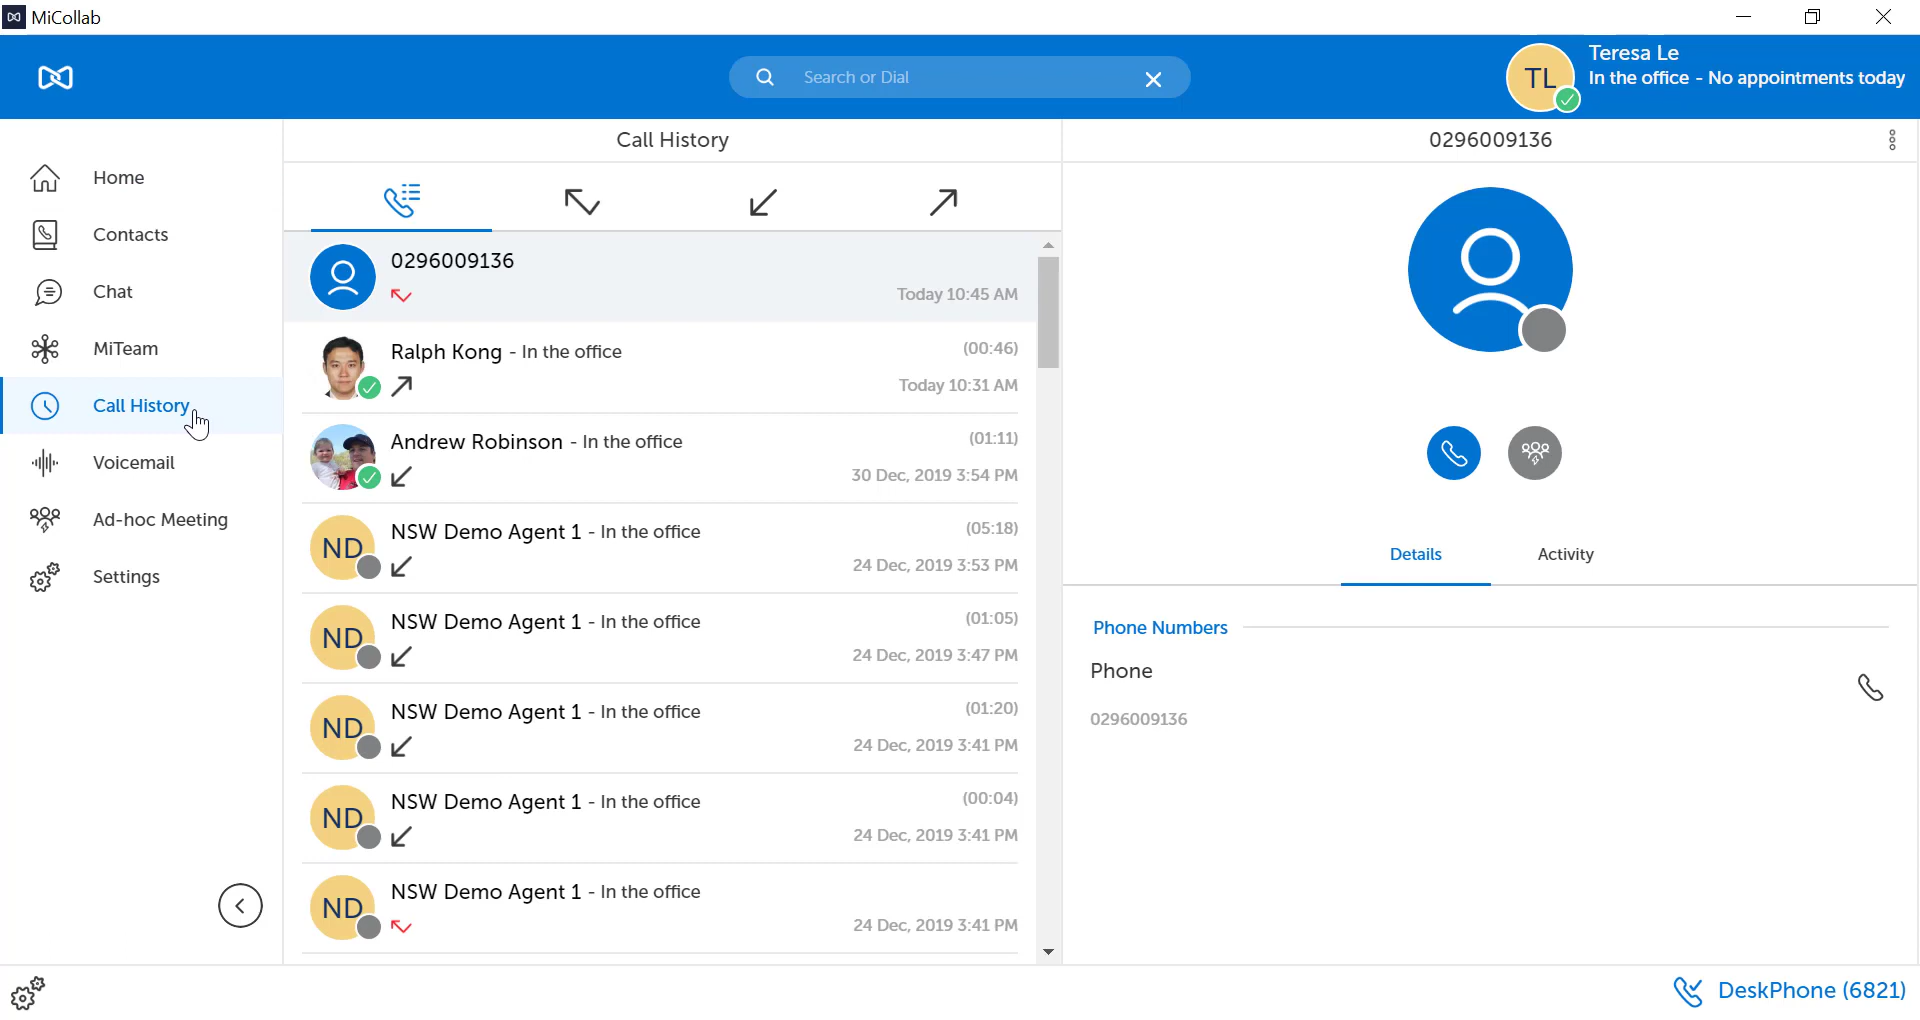 MiCollab
Search or Dial
TL
Teresa Le
In the office - No appointments today
Home
Contacts
Chat
MiTeam
Call History
Voicemail
Ad-hoc Meeting
Settings
Call History
0296009136
Today 10:45 AM
Ralph Kong - In the office
(00:46)
Today 10:31 AM
Andrew Robinson - In the office
(01:11)
30 Dec, 2019 3:54 PM
ND
NSW Demo Agent 1 - In the office
(05:18)
24 Dec, 2019 3:53 PM
ND
NSW Demo Agent 1 - In the office
(01:05)
24 Dec, 2019 3:47 PM
ND
NSW Demo Agent 1 - In the office
(01:20)
24 Dec, 2019 3:41 PM
ND
NSW Demo Agent 1 - In the office
(00:04)
24 Dec, 2019 3:41 PM
ND
NSW Demo Agent 1 - In the office
24 Dec, 2019 3:41 PM
0296009136
Details
Activity
Phone Numbers
Phone
0296009136
DeskPhone (6821)